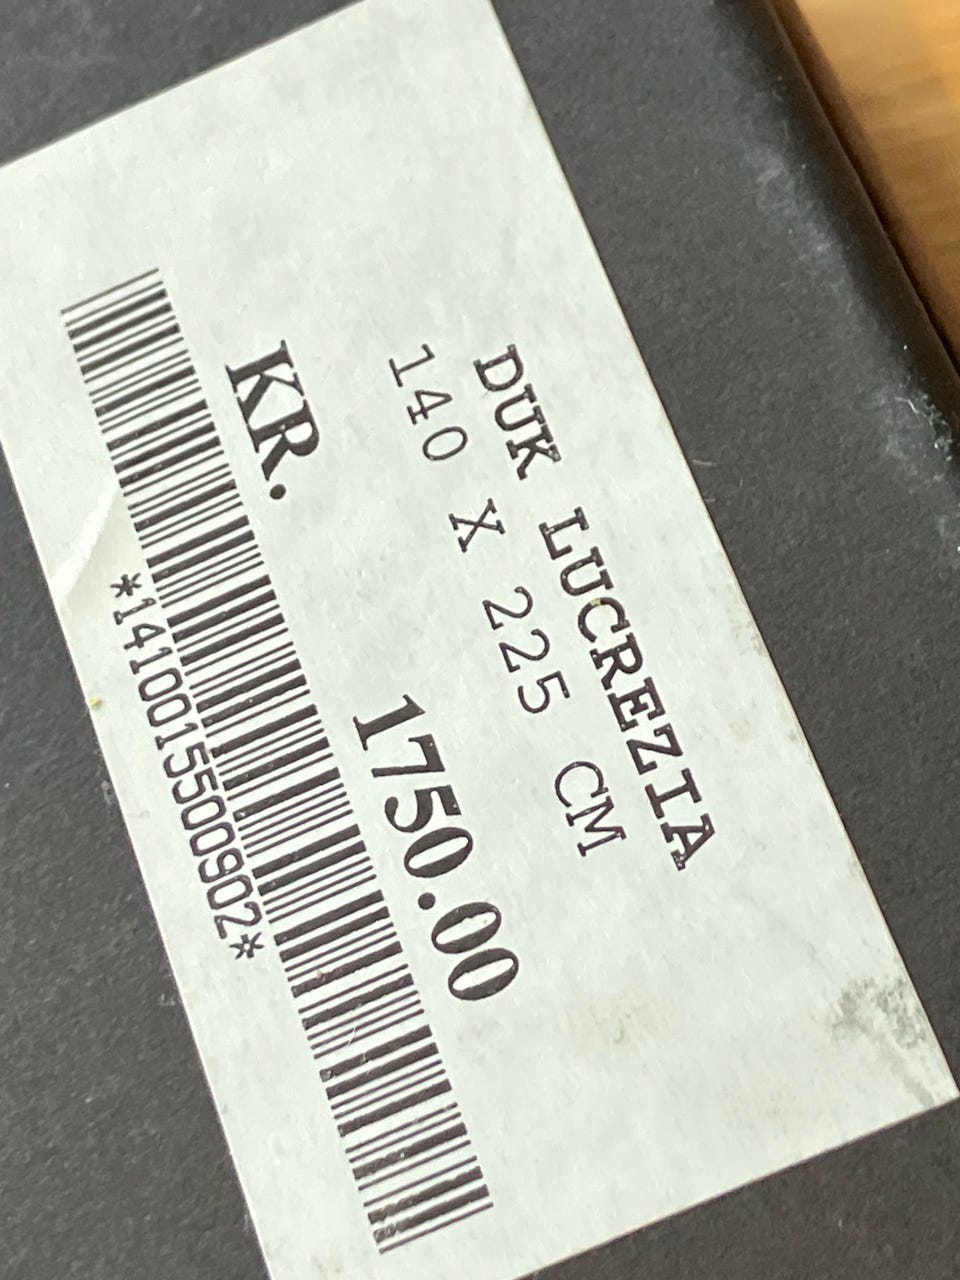 DUK LUCREZIA
140 X 225 CM
KR. 1750.00
*1410015500902*